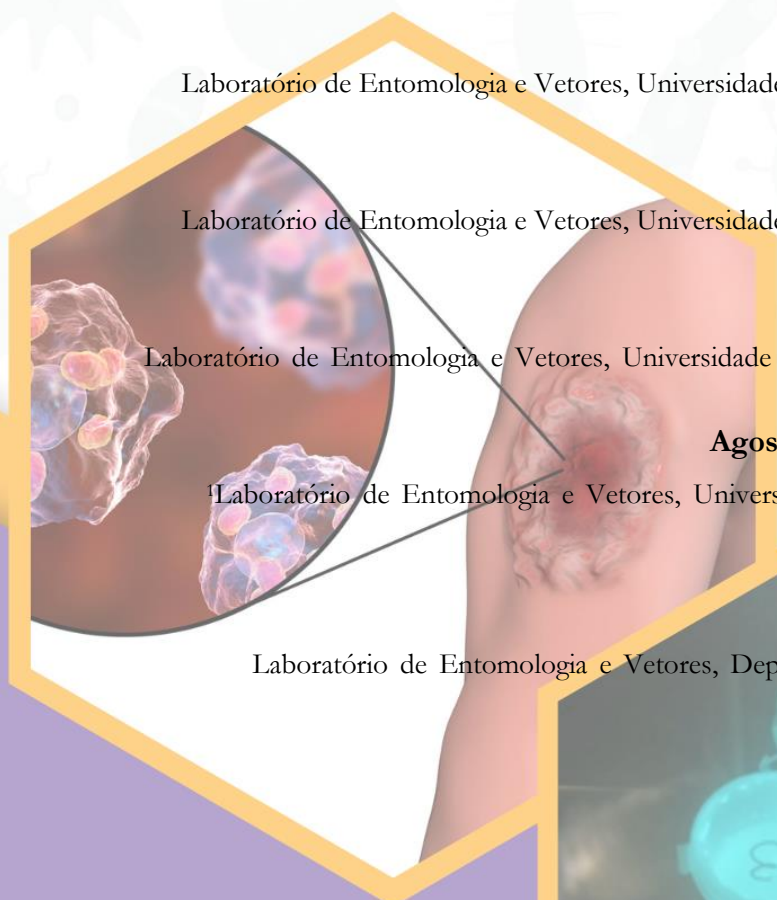 Laboratório de Entomologia e Vetores, Universidade
Laboratório de Entomologia e Vetores, Universidade
Laboratório de Entomologia e Vetores, Universidade
Agos
¹Laboratório de Entomologia e Vetores, Univers
Laboratório de Entomologia e Vetores, Dep